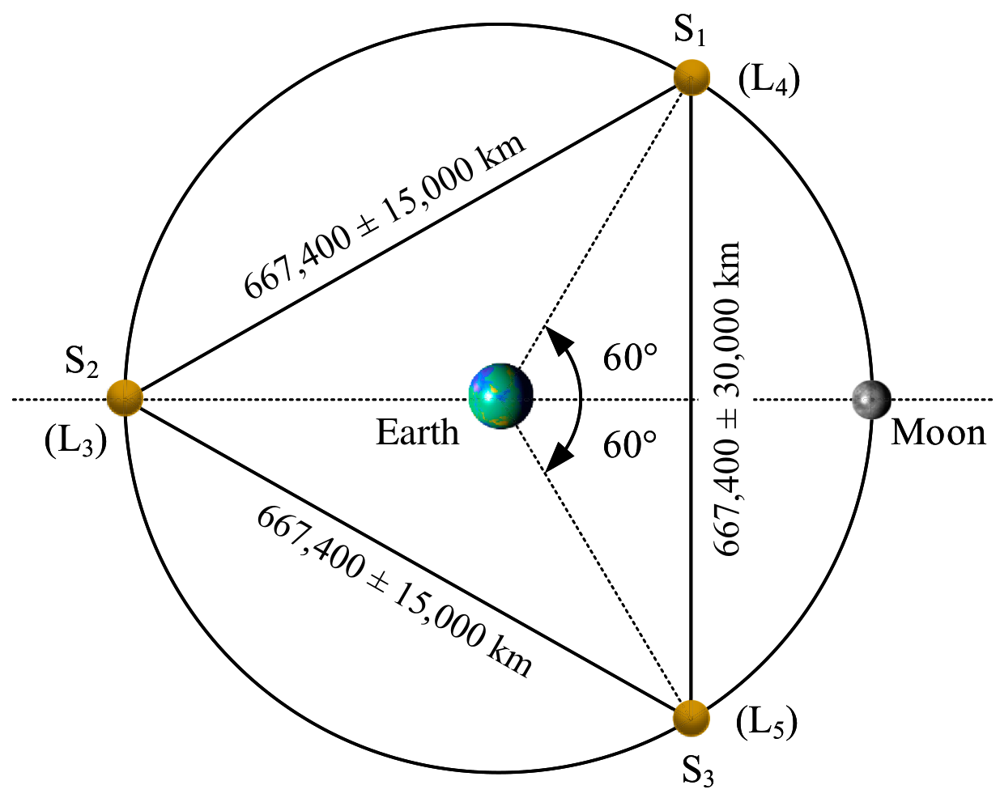 S₁
(L₄)
667,400 ± 15,000 km
60°
S₂
667,400 ± 30,000 km
Earth
Moon
(L₃)
60°
667,400 ± 15,000 km
(L₅)
S₃